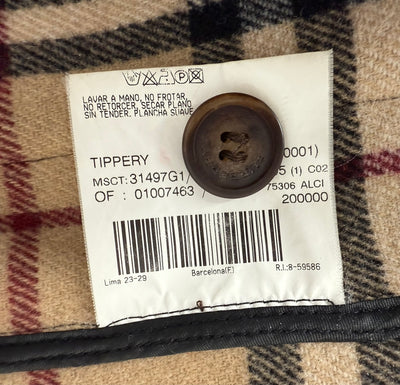 LAVAR A MANO, NO FROTAR,
NO RETORCER, SECAR PLANO
SIN TENDER. PLANCHA SUAVE
TIPPERY 0001)
MSCT: 31497G1) 5 (1) C02
OF : 01007463 / 75306 ALCI
200000
Lima 23-29 Barcelona(E.) R.I.:8-59586